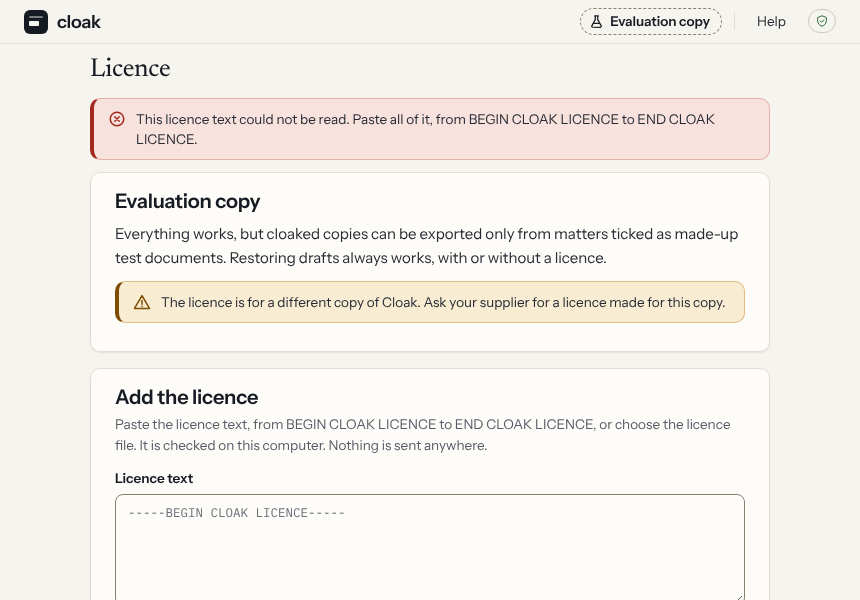 cloak
Evaluation copy
Help
Licence
This licence text could not be read. Paste all of it, from BEGIN CLOAK LICENCE to END CLOAK
LICENCE.
Evaluation copy
Everything works, but cloaked copies can be exported only from matters ticked as made-up
test documents. Restoring drafts always works, with or without a licence.
The licence is for a different copy of Cloak. Ask your supplier for a licence made for this copy.
Add the licence
Paste the licence text, from BEGIN CLOAK LICENCE to END CLOAK LICENCE, or choose the licence
file. It is checked on this computer. Nothing is sent anywhere.
Licence text
-----BEGIN CLOAK LICENCE-----